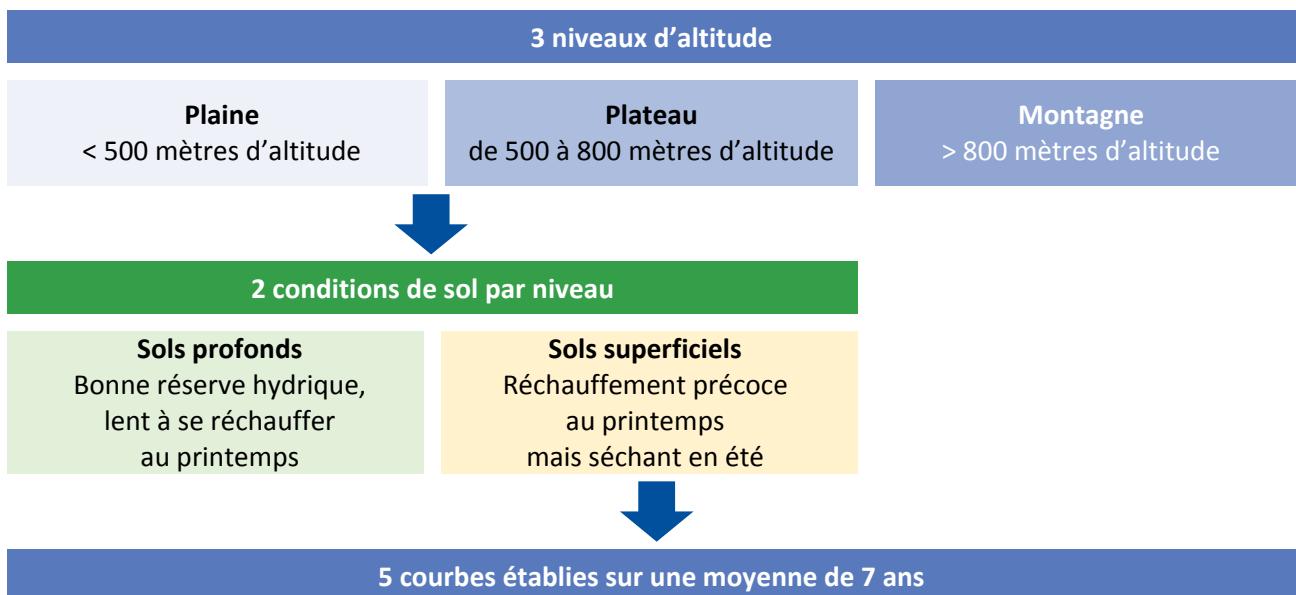 3 niveaux d’altitude
Plaine
< 500 mètres d’altitude
Plateau
de 500 à 800 mètres d’altitude
Montagne
> 800 mètres d’altitude
2 conditions de sol par niveau
Sols profonds
Bonne réserve hydrique,
lent à se réchauffer
au printemps
Sols superficiels
Réchauffement précoce
au printemps
mais séchant en été
5 courbes établies sur une moyenne de 7 ans